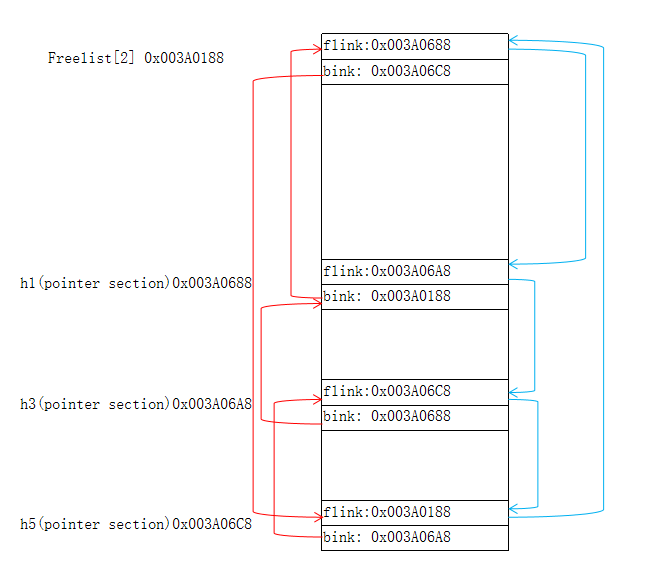 flink:0x003A0688
Freelist[2] 0x003A0188
bink: 0x003A06C8
flink:0x003A06A8
h1(pointer section)0x003A0688
bink: 0x003A0188
flink:0x003A06C8
h3(pointer section)0x003A06A8
bink: 0x003A0688
flink:0x003A0188
h5(pointer section)0x003A06C8
bink: 0x003A06A8